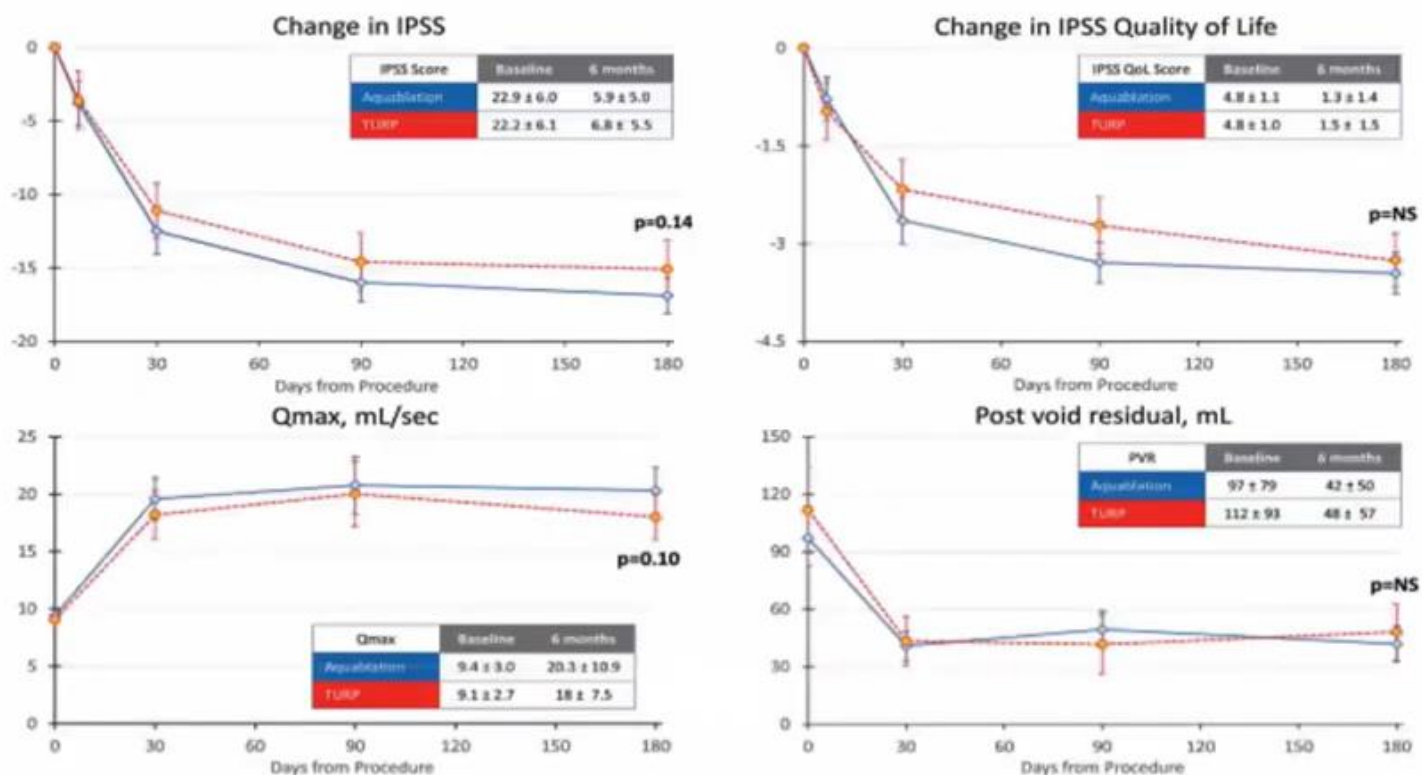 Change in IPSS
0
-5
-10
-15
-20
IPSS Score Baseline 6 months
Aquablation 22.9 ± 6.0 5.9 ± 5.0
TURP 22.2 ± 6.1 6.8 ± 5.5
p=0.14
0 30 60 90 120 150 180
Days from Procedure
Change in IPSS Quality of Life
0
-1.5
-3
-4.5
IPSS QoL Score Baseline 6 months
Aquablation 4.8 ± 1.1 1.3 ± 1.4
TURP 4.8 ± 1.0 1.5 ± 1.5
p=NS
0 30 60 90 120 150 180
Days from Procedure
Qmax, mL/sec
25
20
15
10
5
0
p=0.10
Qmax Baseline 6 months
Aquablation 9.4 ± 3.0 20.3 ± 10.9
TURP 9.1 ± 2.7 18 ± 7.5
0 30 60 90 120 150 180
Days from Procedure
Post void residual, mL
150
120
90
60
30
0
PVR Baseline 6 months
Aquablation 97 ± 79 42 ± 50
TURP 112 ± 93 48 ± 57
p=NS
0 30 60 90 120 150 180
Days from Procedure